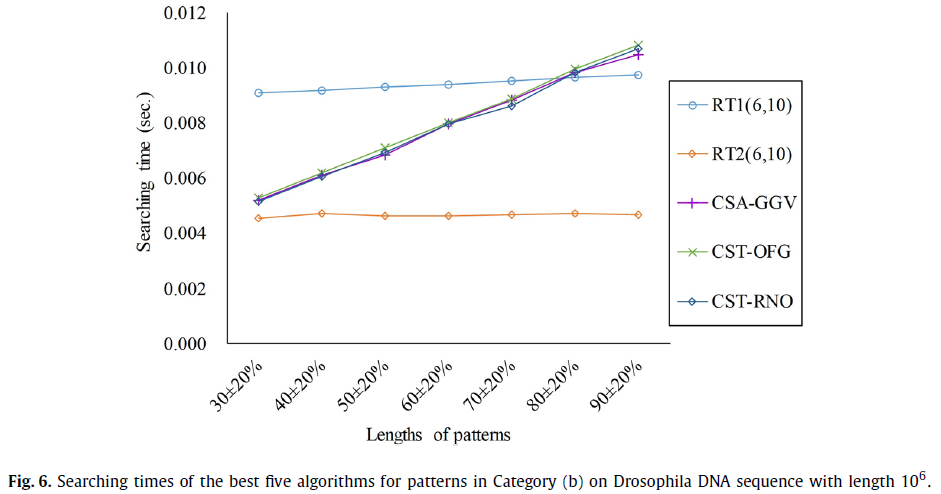 0.012
0.010
0.008
0.006
0.004
0.002
0.000
Searching time (sec.)
30±20%
40±20%
50±20%
60±20%
70±20%
80±20%
90±20%
Lengths of patterns
RT1(6,10)
RT2(6,10)
CSA-GGV
CST-OFG
CST-RNO
Fig. 6. Searching times of the best five algorithms for patterns in Category (b) on Drosophila DNA sequence with length 10⁶.